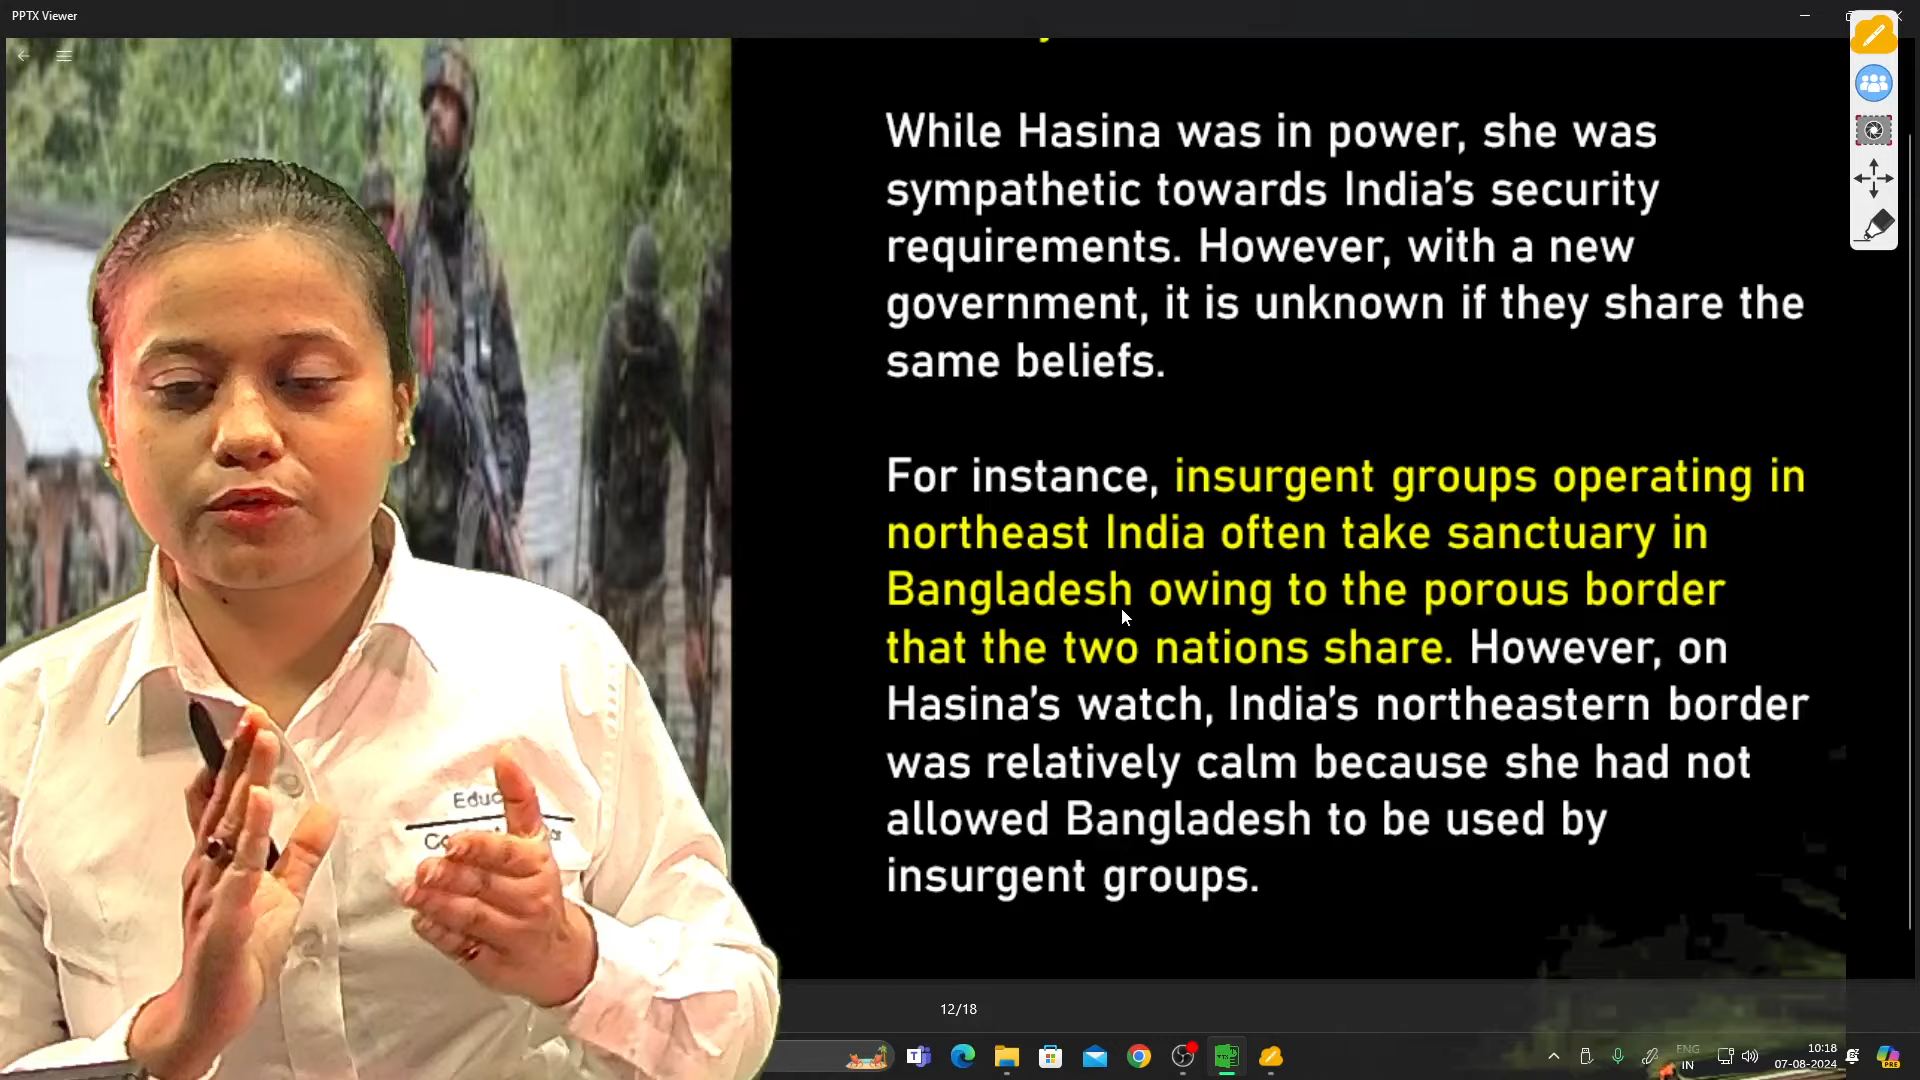 PPTX Viewer
While Hasina was in power, she was
sympathetic towards India's security
requirements. However, with a new
government, it is unknown if they share the
same beliefs.
For instance, insurgent groups operating in
northeast India often take sanctuary in
Bangladesh owing to the porous border
that the two nations share. However, on
Hasina's watch, India's northeastern border
was relatively calm because she had not
allowed Bangladesh to be used by
insurgent groups.
12/18
ENG
IN
10:18
07-08-2024
PRE